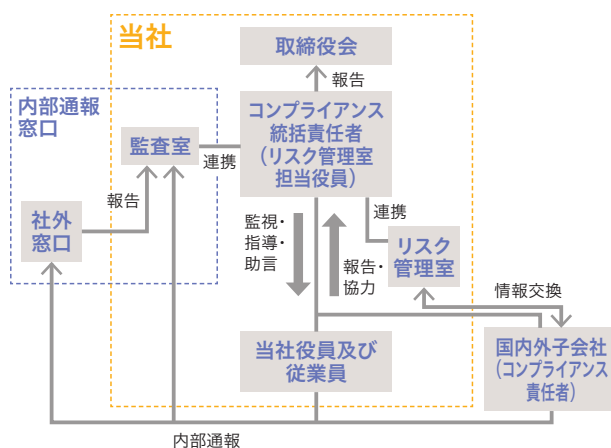 当社
取締役会
報告
内部通報
窓口
コンプライアンス
統括責任者
（リスク管理室
担当役員）
監査室
連携
報告
社外
窓口
監視・
指導・
助言
報告・
協力
連携
リスク
管理室
情報交換
当社役員及び
従業員
国内外子会社
（コンプライアンス
責任者）
内部通報